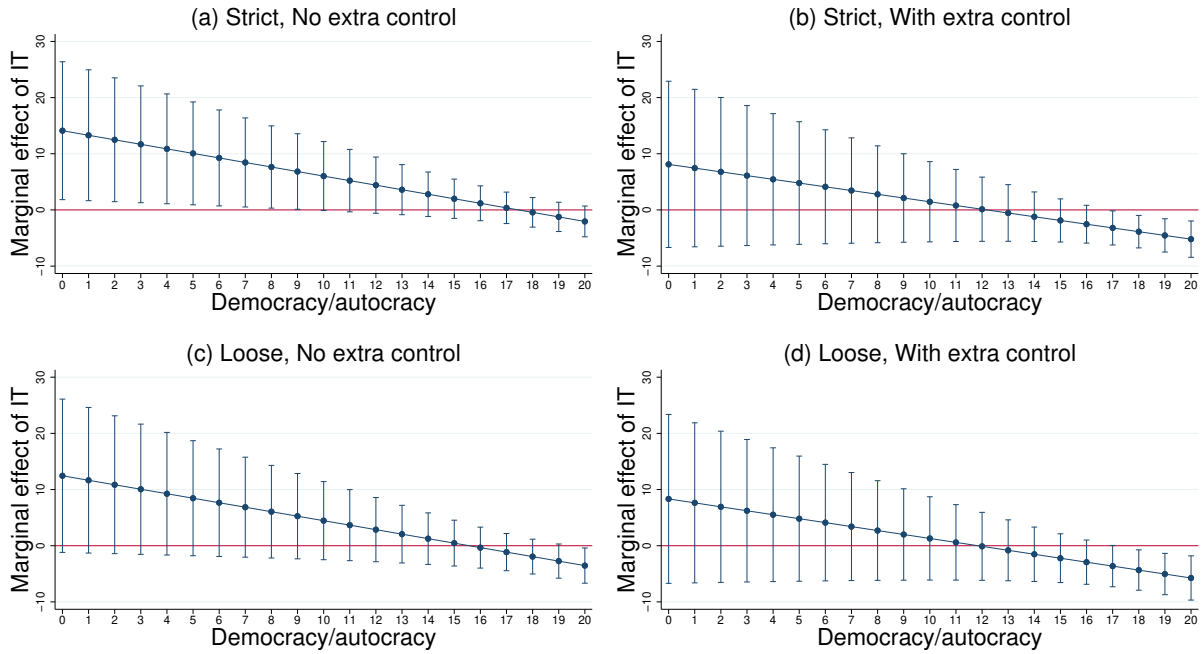 (a) Strict, No extra control
Marginal effect of IT
30
20
10
0
−10
0 1 2 3 4 5 6 7 8 9 10 11 12 13 14 15 16 17 18 19 20
Democracy/autocracy
(b) Strict, With extra control
Marginal effect of IT
30
20
10
0
−10
0 1 2 3 4 5 6 7 8 9 10 11 12 13 14 15 16 17 18 19 20
Democracy/autocracy
(c) Loose, No extra control
Marginal effect of IT
30
20
10
0
−10
0 1 2 3 4 5 6 7 8 9 10 11 12 13 14 15 16 17 18 19 20
Democracy/autocracy
(d) Loose, With extra control
Marginal effect of IT
30
20
10
0
−10
0 1 2 3 4 5 6 7 8 9 10 11 12 13 14 15 16 17 18 19 20
Democracy/autocracy